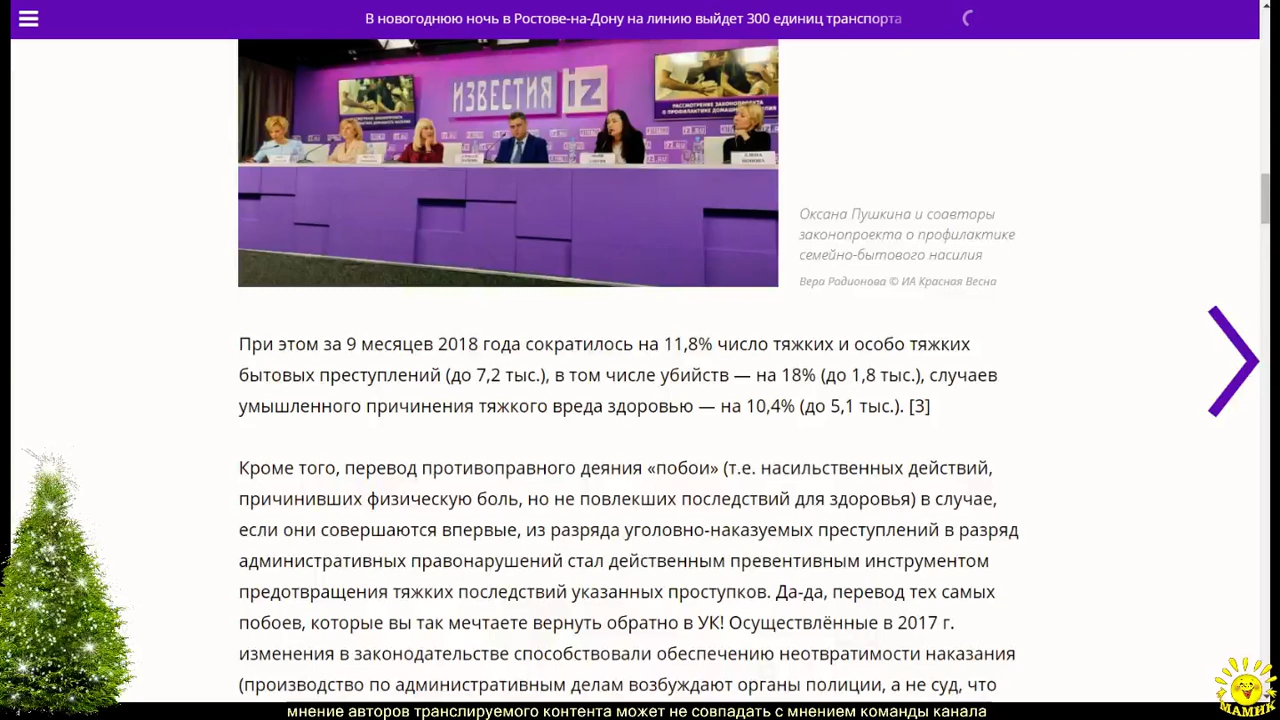 В новогоднюю ночь в Ростове-на-Дону на линию выйдет 300 единиц транспорта
ИЗВЕСТИЯ iz
РАССМОТРЕНИЕ ЗАКОНОПРОЕКТА
О ПРОФИЛАКТИКЕ ДОМАШНЕГО НАСИЛИЯ
Оксана Пушкина и соавторы
законопроекта о профилактике
семейно-бытового насилия
Вера Родионова © ИА Красная Весна
При этом за 9 месяцев 2018 года сократилось на 11,8% число тяжких и особо тяжких
бытовых преступлений (до 7,2 тыс.), в том числе убийств — на 18% (до 1,8 тыс.), случаев
умышленного причинения тяжкого вреда здоровью — на 10,4% (до 5,1 тыс.). [3]
Кроме того, перевод противоправного деяния «побои» (т.е. насильственных действий,
причинивших физическую боль, но не повлекших последствий для здоровья) в случае,
если они совершаются впервые, из разряда уголовно-наказуемых преступлений в разряд
административных правонарушений стал действенным превентивным инструментом
предотвращения тяжких последствий указанных проступков. Да-да, перевод тех самых
побоев, которые вы так мечтаете вернуть обратно в УК! Осуществлённые в 2017 г.
изменения в законодательстве способствовали обеспечению неотвратимости наказания
(производство по административным делам возбуждают органы полиции, а не суд, что
МАМИК
мнение авторов транслируемого контента может не совпадать с мнением команды канала